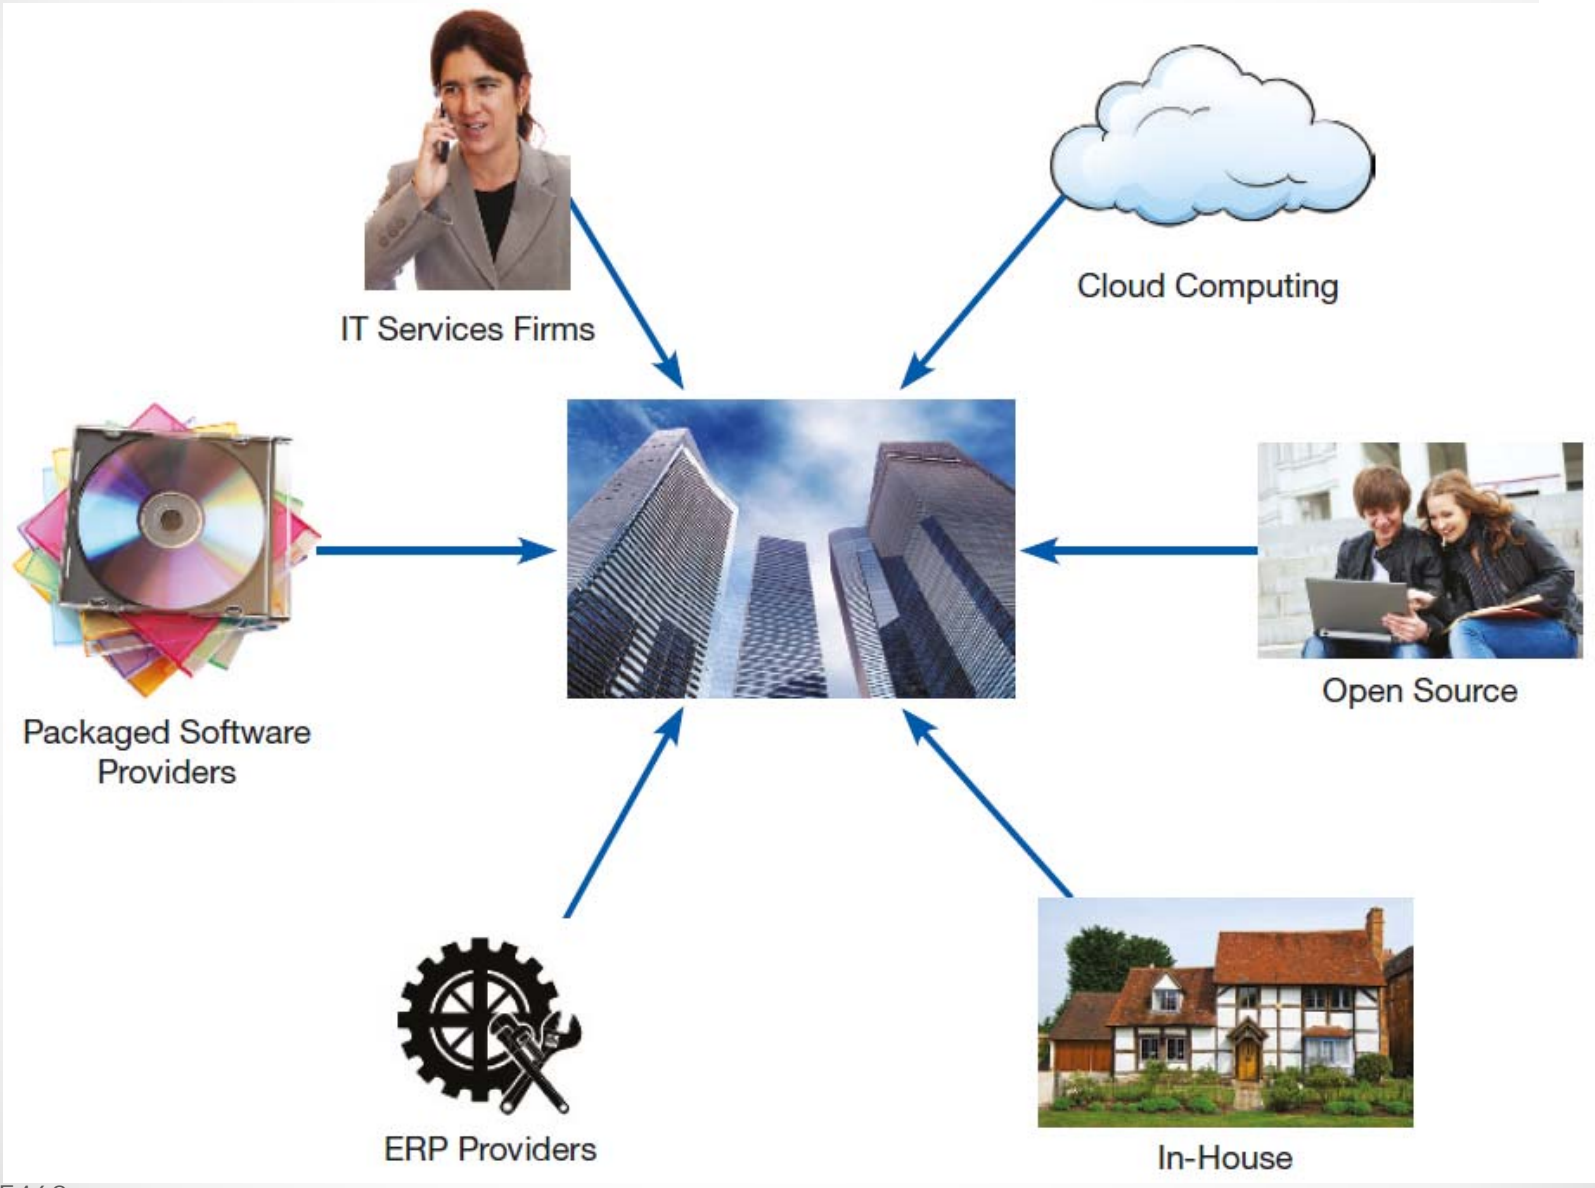 IT Services Firms
Cloud Computing
Packaged Software
Providers
Open Source
ERP Providers
In-House